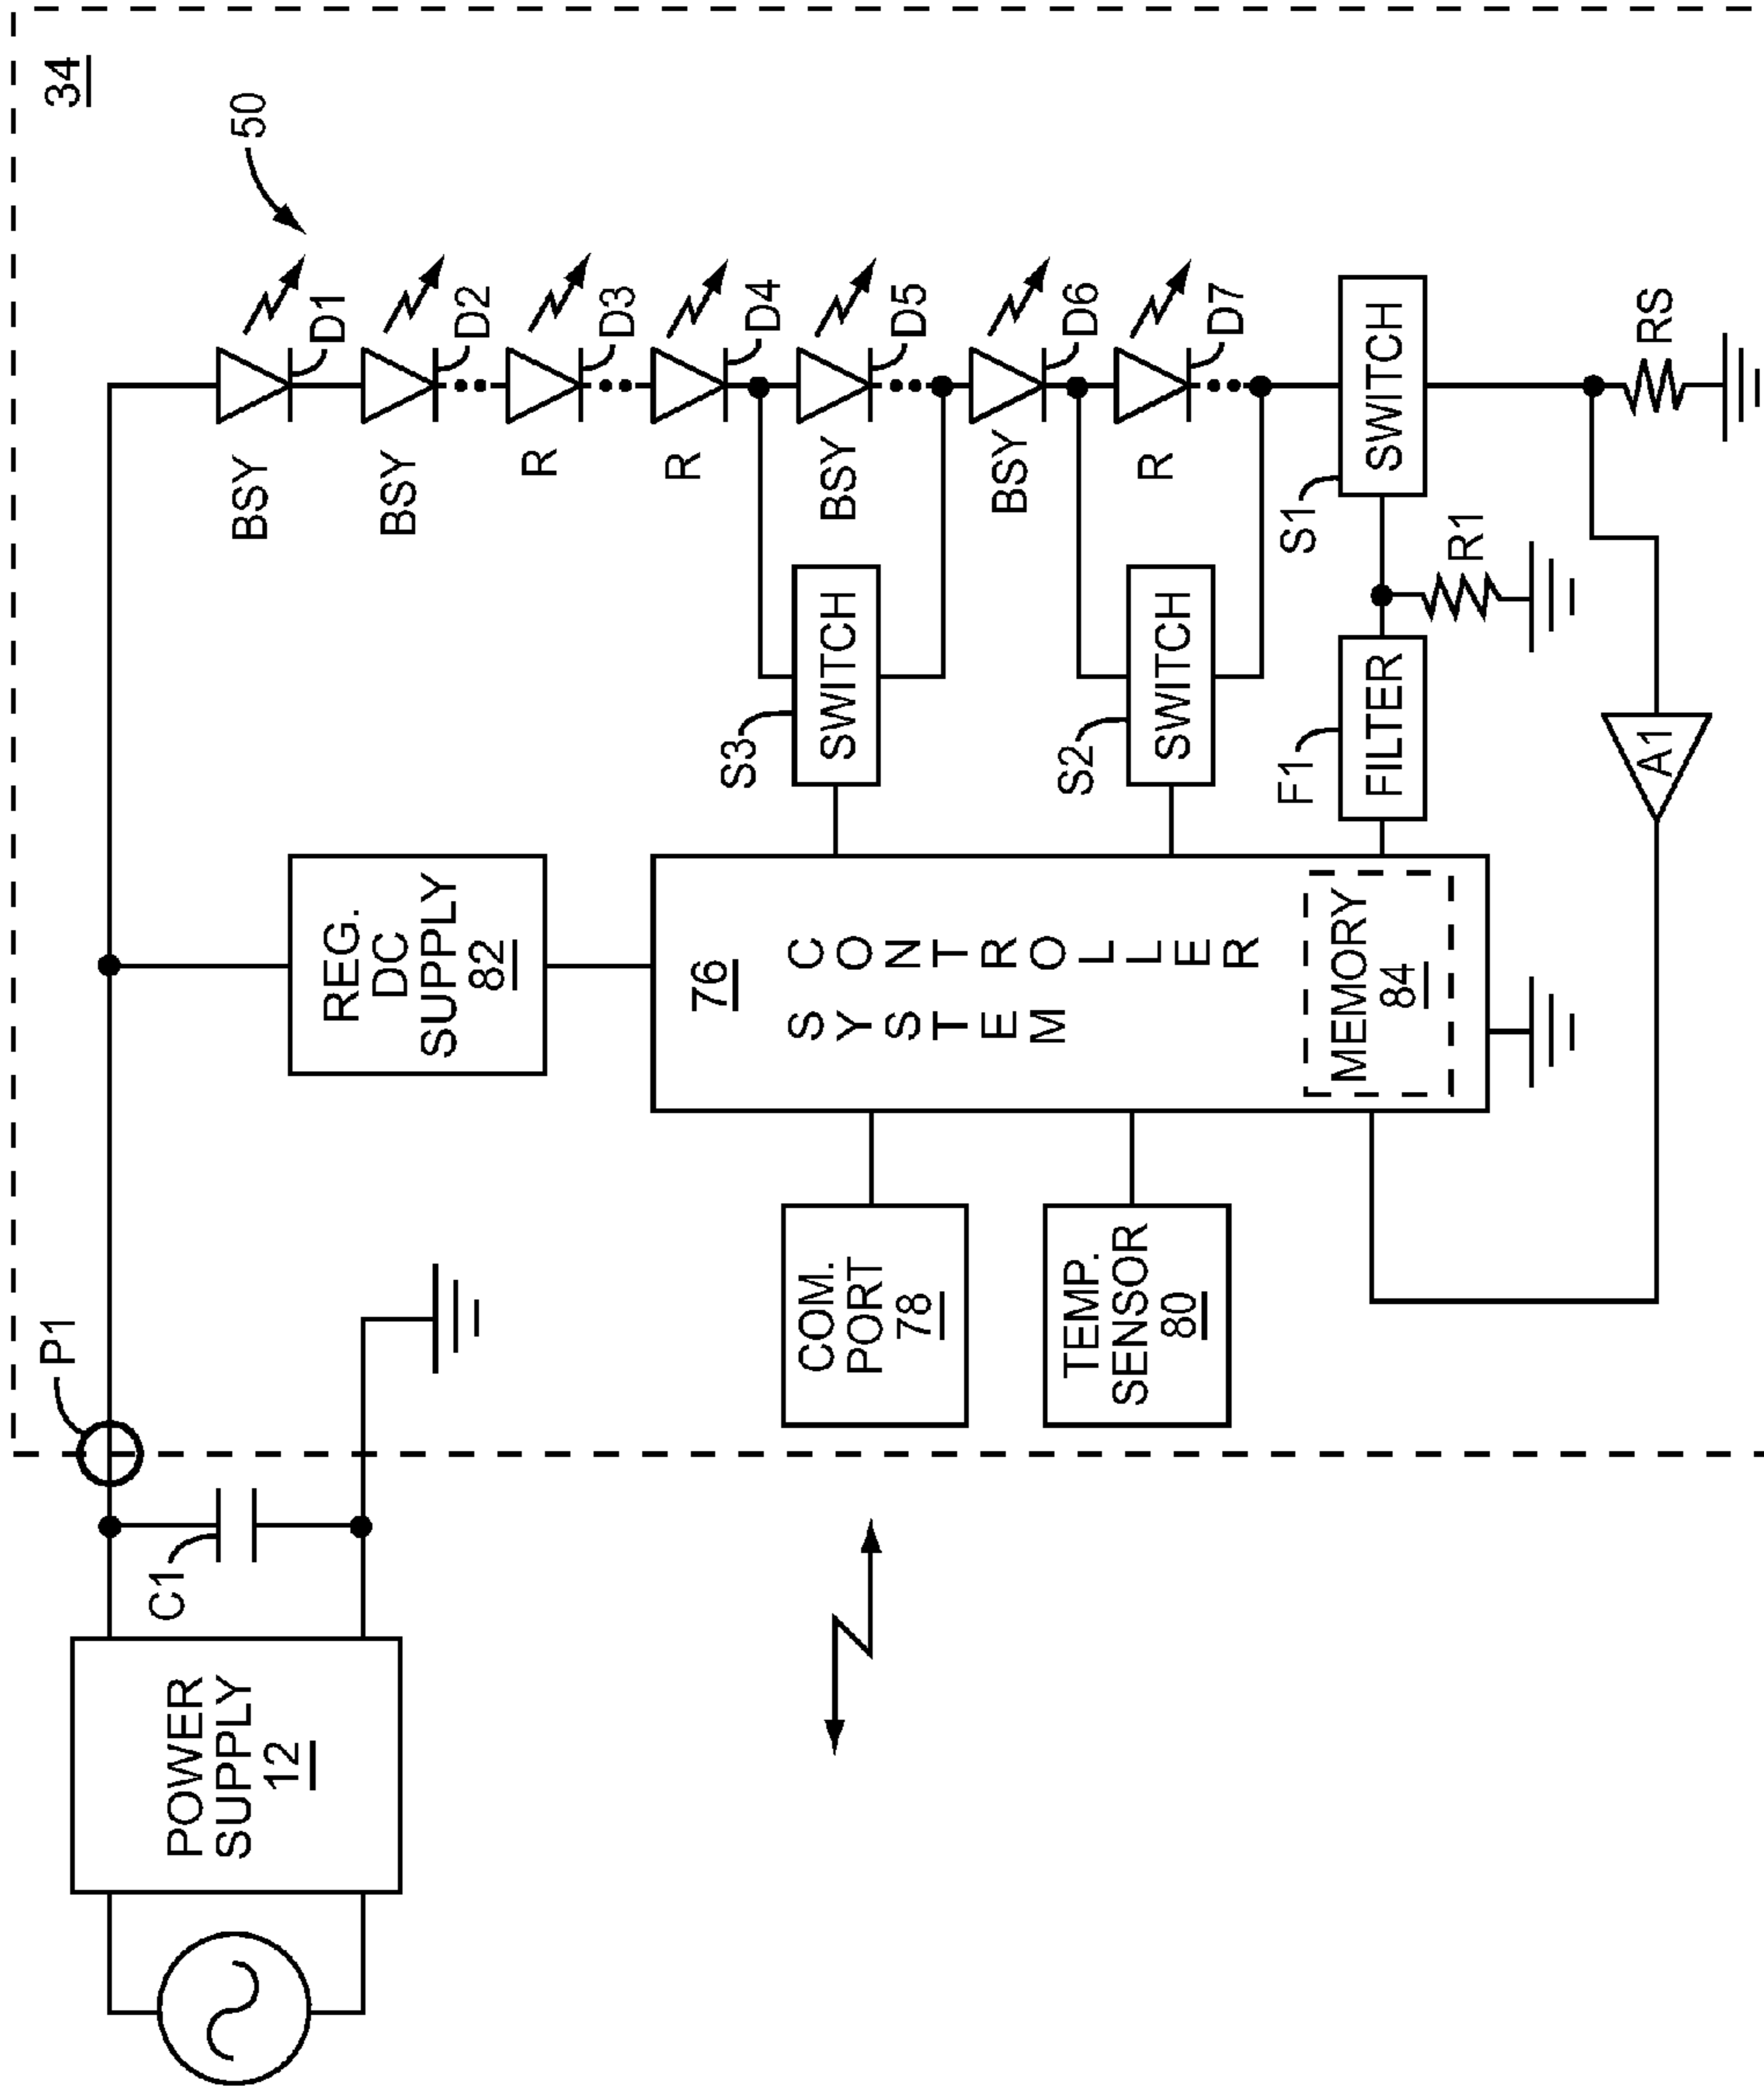 34
50
P1
C1
POWER
SUPPLY
12
REG.
DC
SUPPLY
82
BSY
D1
BSY
D2
R
D3
R
D4
BSY
D5
BSY
D6
R
D7
S3
SWITCH
S2
SWITCH
S1
SWITCH
F1
FILTER
R1
RS
A1
76
SYSTEM
CONTROLLER
MEMORY
84
COM.
PORT
78
TEMP.
SENSOR
80